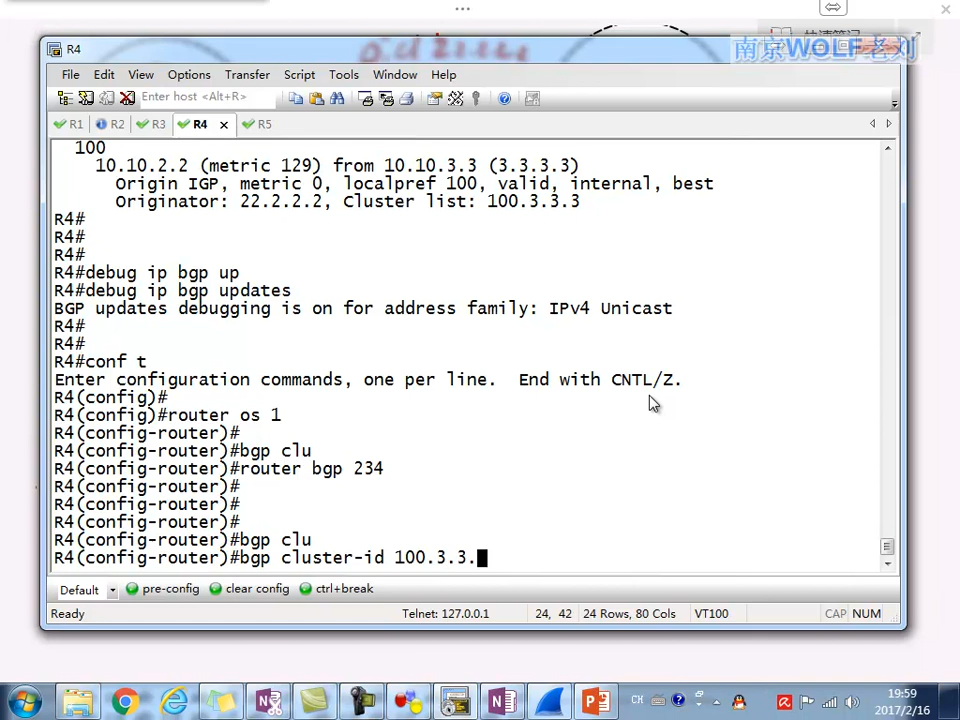 R4
南京WOLF老刘
File Edit View Options Transfer Script Tools Window Help
Enter host <Alt+R>
R1 R2 R3 R4 R5
100
10.10.2.2 (metric 129) from 10.10.3.3 (3.3.3.3)
Origin IGP, metric 0, localpref 100, valid, internal, best
Originator: 22.2.2.2, Cluster list: 100.3.3.3
R4#
R4#
R4#
R4#debug ip bgp up
R4#debug ip bgp updates
BGP updates debugging is on for address family: IPv4 Unicast
R4#
R4#
R4#conf t
Enter configuration commands, one per line.  End with CNTL/Z.
R4(config)#
R4(config)#router os 1
R4(config-router)#
R4(config-router)#bgp clu
R4(config-router)#router bgp 234
R4(config-router)#
R4(config-router)#
R4(config-router)#
R4(config-router)#bgp clu
R4(config-router)#bgp cluster-id 100.3.3.
Default pre-config clear config ctrl+break
Ready Telnet: 127.0.0.1 24, 42 24 Rows, 80 Cols VT100 CAP NUM
CH 19:59
2017/2/16